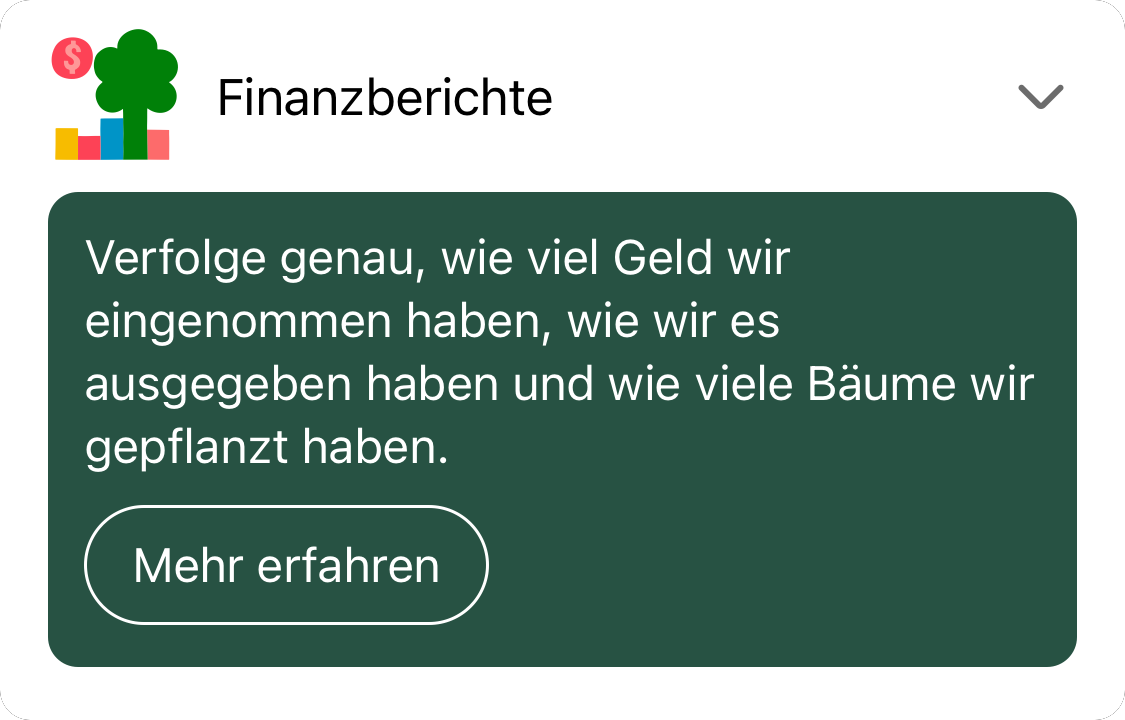 $
Finanzberichte
Verfolge genau, wie viel Geld wir
eingenommen haben, wie wir es
ausgegeben haben und wie viele Bäume wir
gepflanzt haben.
Mehr erfahren